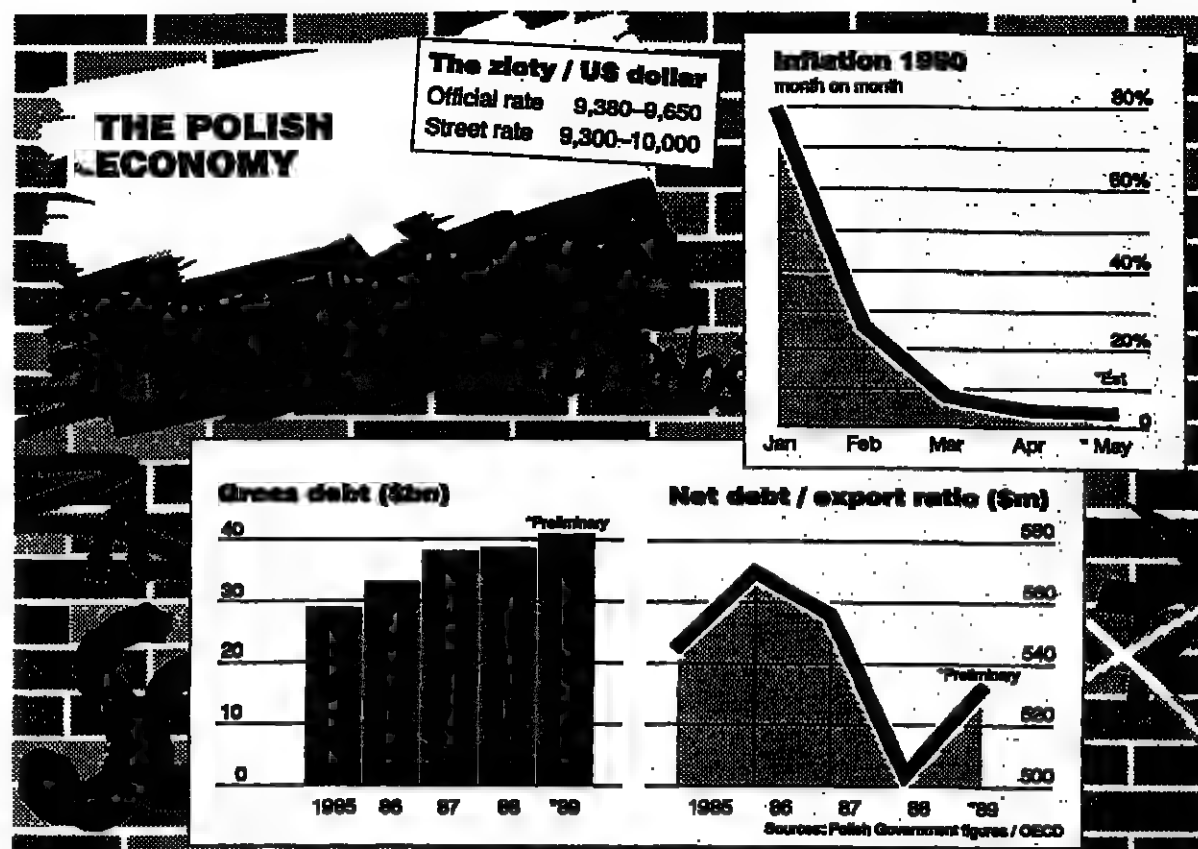 THE POLISH
ECONOMY
The zloty / US dollar
Official rate 9,380–9,650
Street rate 9,300–10,000
Inflation 1990
month on month
80%
60%
40%
20%
*Est
0
Jan Feb Mar Apr * May
Gross debt ($bn)
*Preliminary
40
30
20
10
0
1985 86 87 88 *89
Net debt / export ratio ($m)
580
560
540
*Preliminary
520
500
1985 86 87 88 *89
Sources: Polish Government figures / OECD